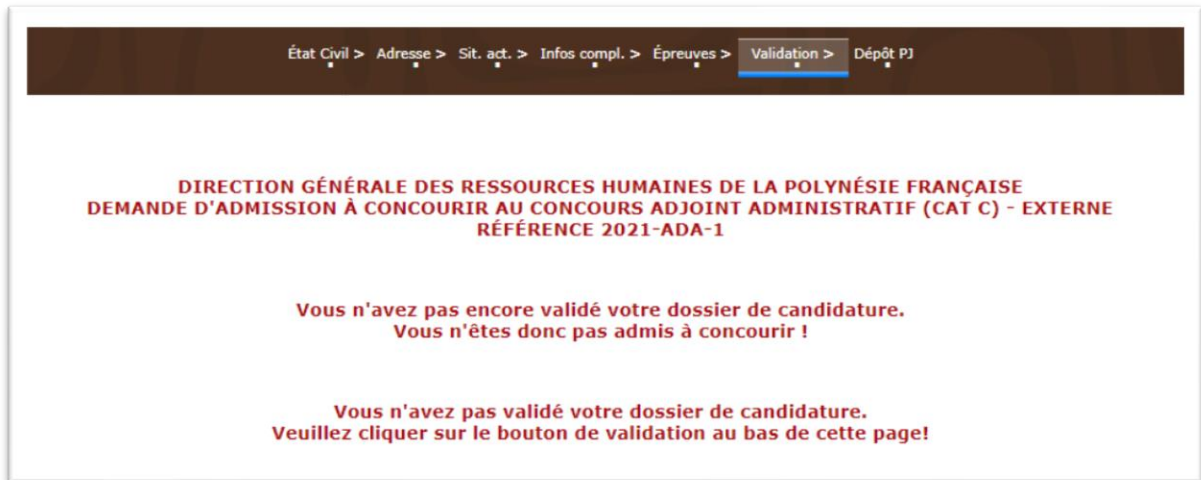 État Civil > Adresse > Sit. act. > Infos compl. > Épreuves > Validation > Dépôt PJ
DIRECTION GÉNÉRALE DES RESSOURCES HUMAINES DE LA POLYNÉSIE FRANÇAISE
DEMANDE D'ADMISSION À CONCOURIR AU CONCOURS ADJOINT ADMINISTRATIF (CAT C) - EXTERNE
RÉFÉRENCE 2021-ADA-1
Vous n'avez pas encore validé votre dossier de candidature.
Vous n'êtes donc pas admis à concourir !
Vous n'avez pas validé votre dossier de candidature.
Veuillez cliquer sur le bouton de validation au bas de cette page!